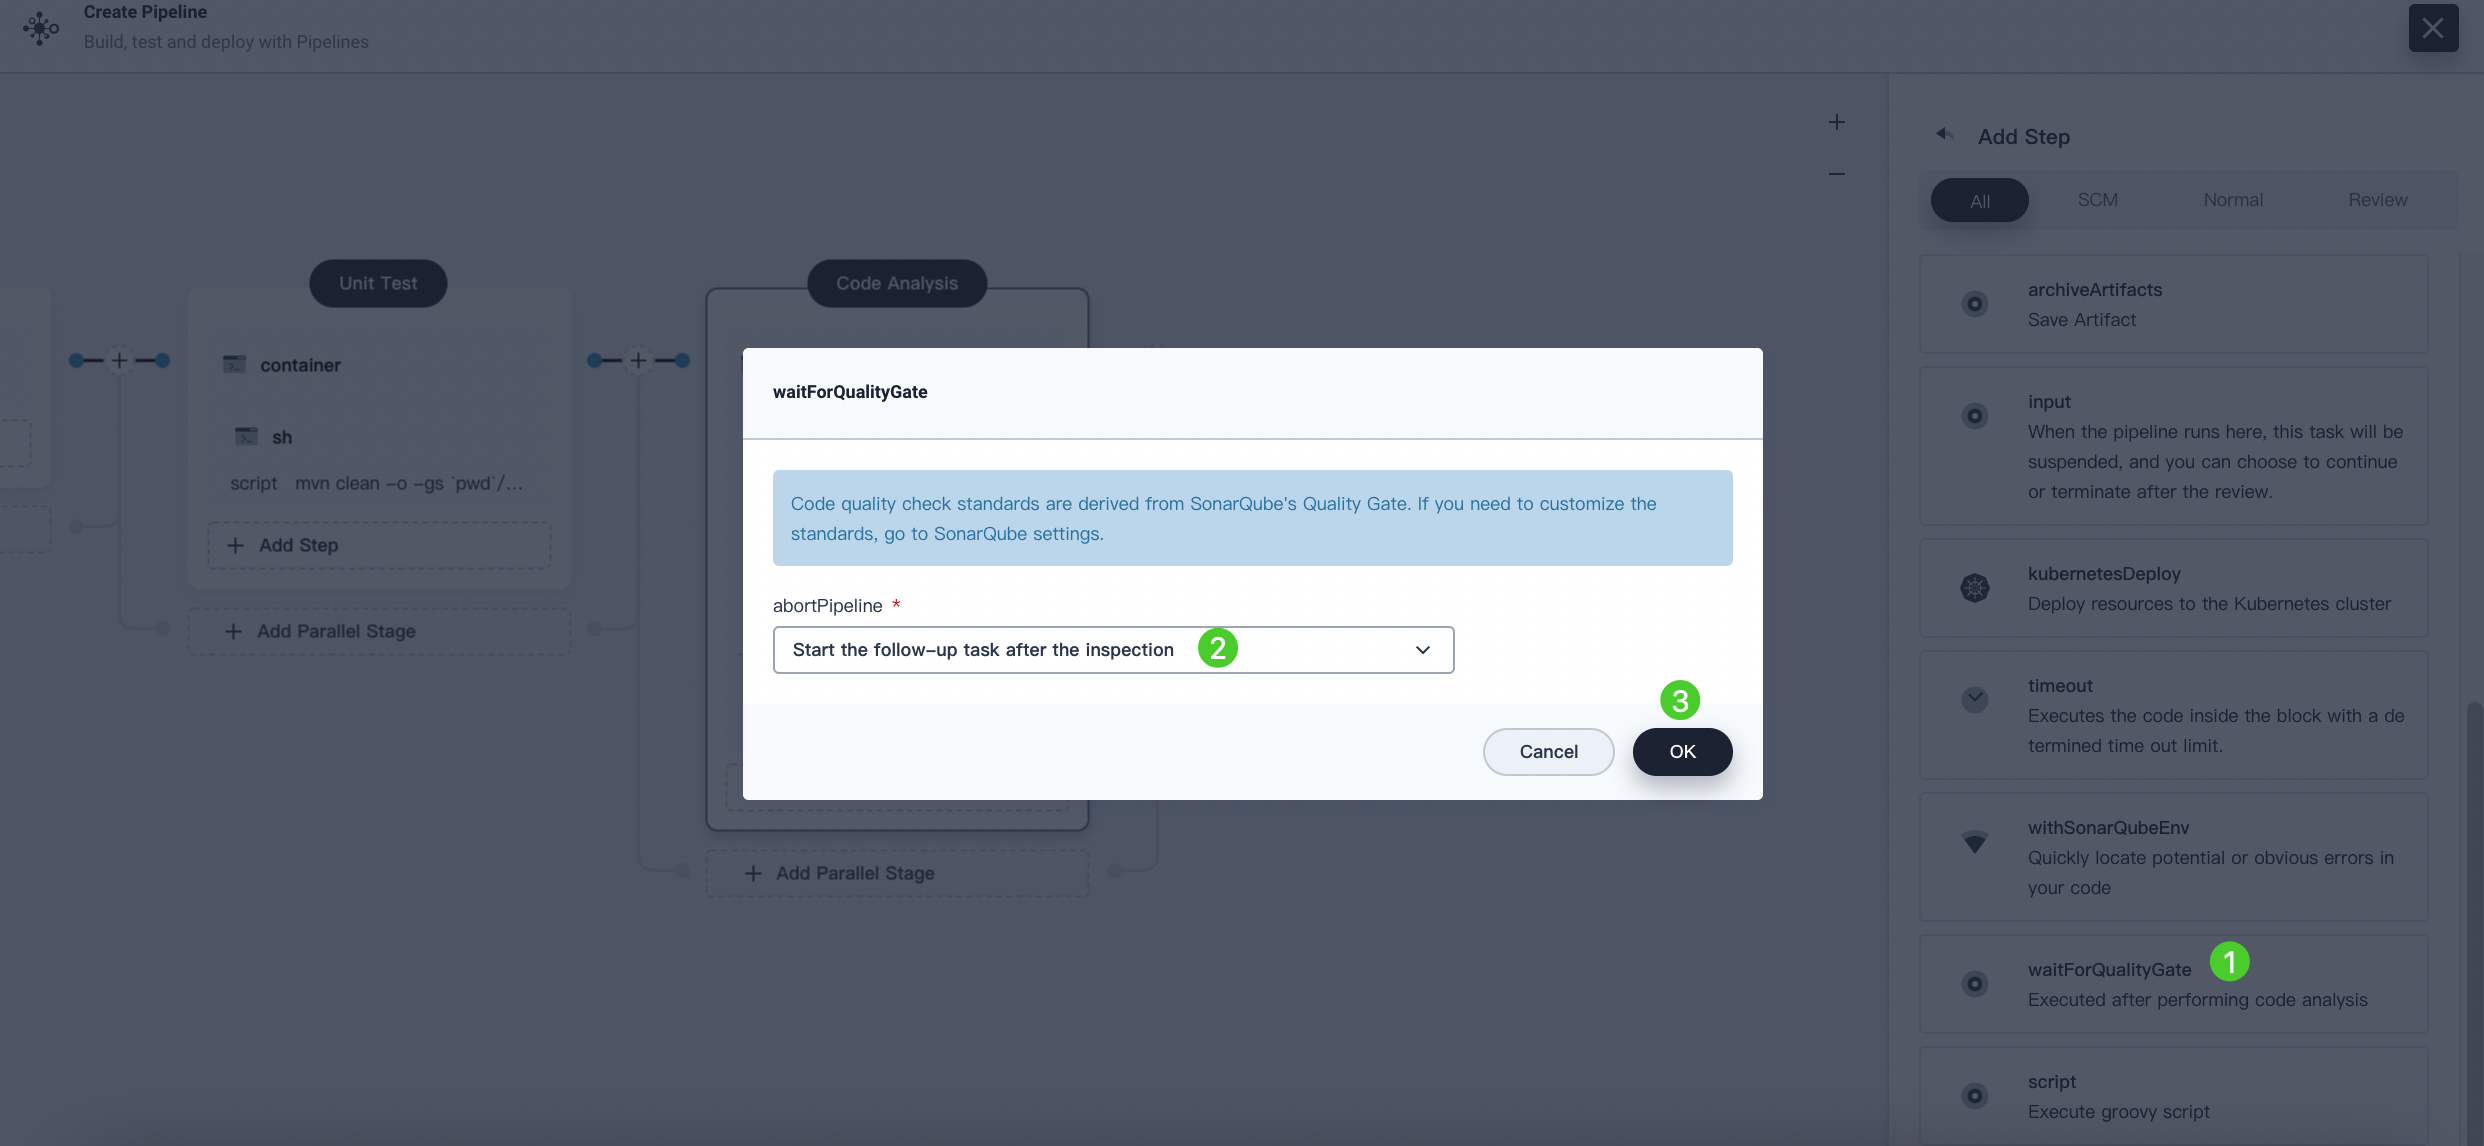 Create Pipeline
Build, test and deploy with Pipelines
Add Step
All
SCM
Normal
Review
Unit Test
container
sh
script mvn clean -o -gs `pwd`/...
+ Add Step
+ Add Parallel Stage
Code Analysis
+ Add Parallel Stage
waitForQualityGate
Code quality check standards are derived from SonarQube's Quality Gate. If you need to customize the
standards, go to SonarQube settings.
abortPipeline *
Start the follow-up task after the inspection
2
3
Cancel
OK
archiveArtifacts
Save Artifact
input
When the pipeline runs here, this task will be
suspended, and you can choose to continue
or terminate after the review.
kubernetesDeploy
Deploy resources to the Kubernetes cluster
timeout
Executes the code inside the block with a de
termined time out limit.
withSonarQubeEnv
Quickly locate potential or obvious errors in
your code
waitForQualityGate
1
Executed after performing code analysis
script
Execute groovy script